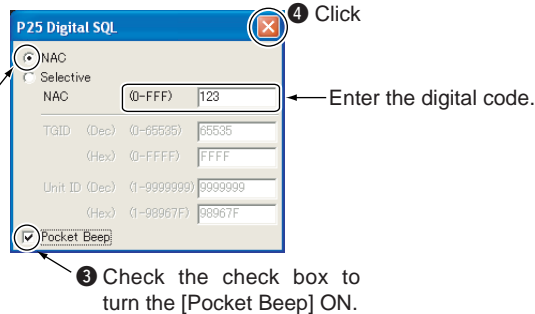 P25 Digital SQL
❹ Click
NAC
Selective
NAC (0-FFF) 123
Enter the digital code.
TGID (Dec) (0-65535) 65535
(Hex) (0-FFFF) FFFF
Unit ID (Dec) (1-9999999) 9999999
(Hex) (1-98967F) 98967F
Pocket Beep
❸ Check the check box to
turn the [Pocket Beep] ON.